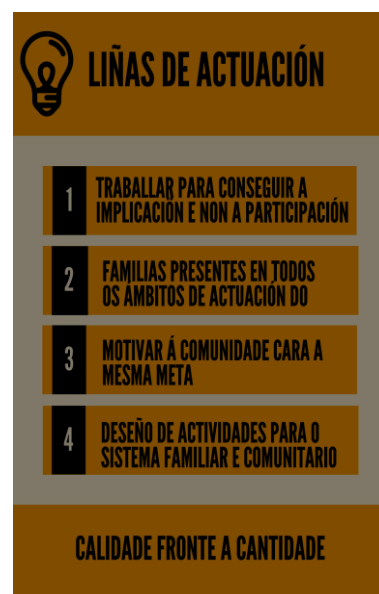 LIÑAS DE ACTUACIÓN
1
TRABALLAR PARA CONSEGUIR A
IMPLICACIÓN E NON A PARTICIPACIÓN
2
FAMILIAS PRESENTES EN TODOS
OS ÁMBITOS DE ACTUACIÓN DO
3
MOTIVAR Á COMUNIDADE CARA A
MESMA META
4
DESEÑO DE ACTIVIDADES PARA O
SISTEMA FAMILIAR E COMUNITARIO
CALIDADE FRONTE A CANTIDADE